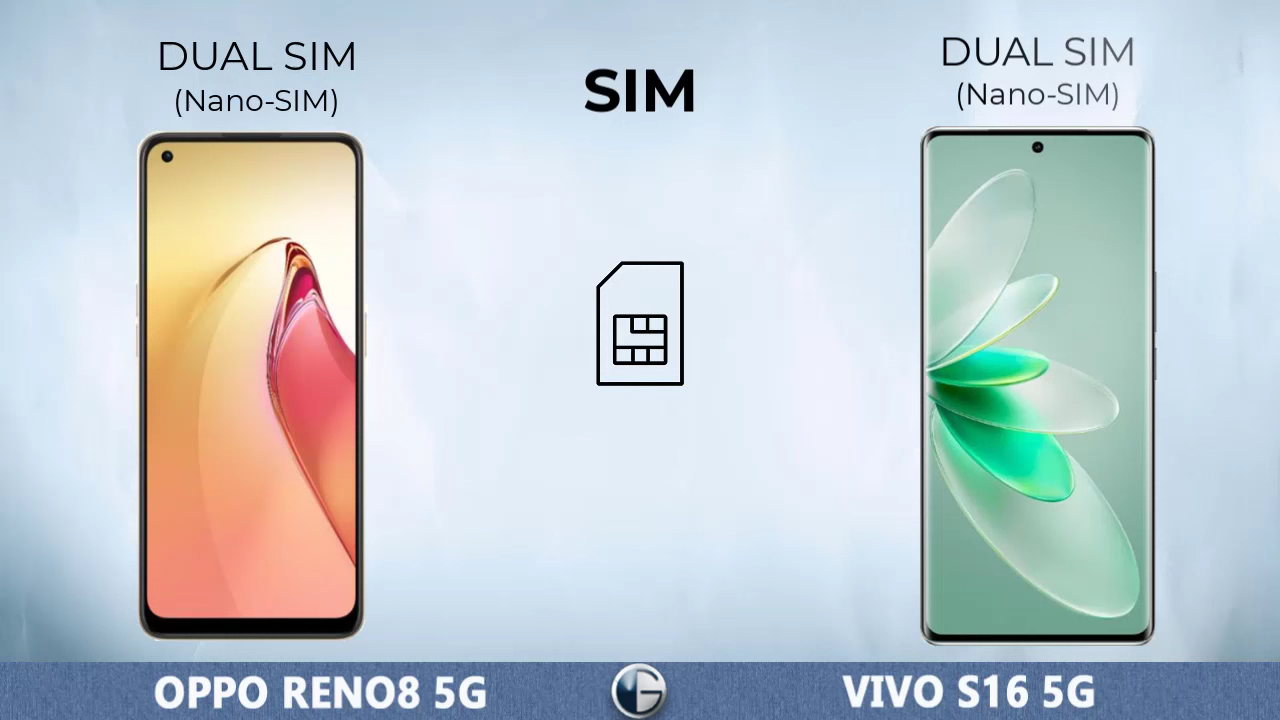 DUAL SIM
(Nano-SIM)
SIM
DUAL SIM
(Nano-SIM)
OPPO RENO8 5G
G
VIVO S16 5G